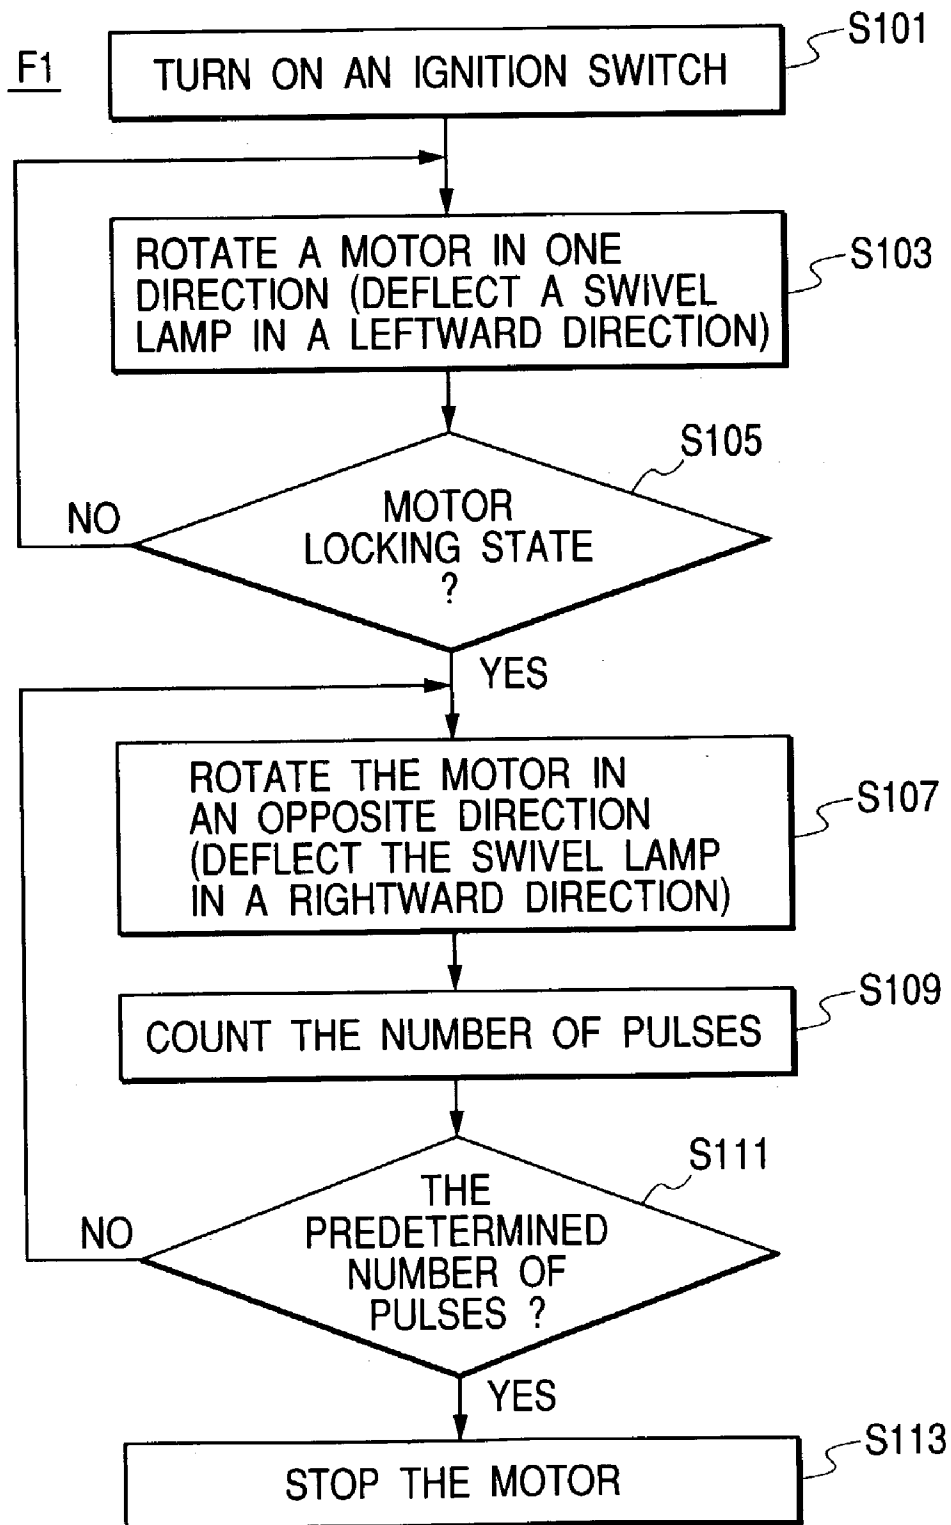 F1
TURN ON AN IGNITION SWITCH
S101
ROTATE A MOTOR IN ONE
DIRECTION (DEFLECT A SWIVEL
LAMP IN A LEFTWARD DIRECTION)
S103
MOTOR
LOCKING STATE
?
S105
NO
YES
ROTATE THE MOTOR IN
AN OPPOSITE DIRECTION
(DEFLECT THE SWIVEL LAMP
IN A RIGHTWARD DIRECTION)
S107
COUNT THE NUMBER OF PULSES
S109
THE
PREDETERMINED
NUMBER OF
PULSES ?
S111
NO
YES
STOP THE MOTOR
S113